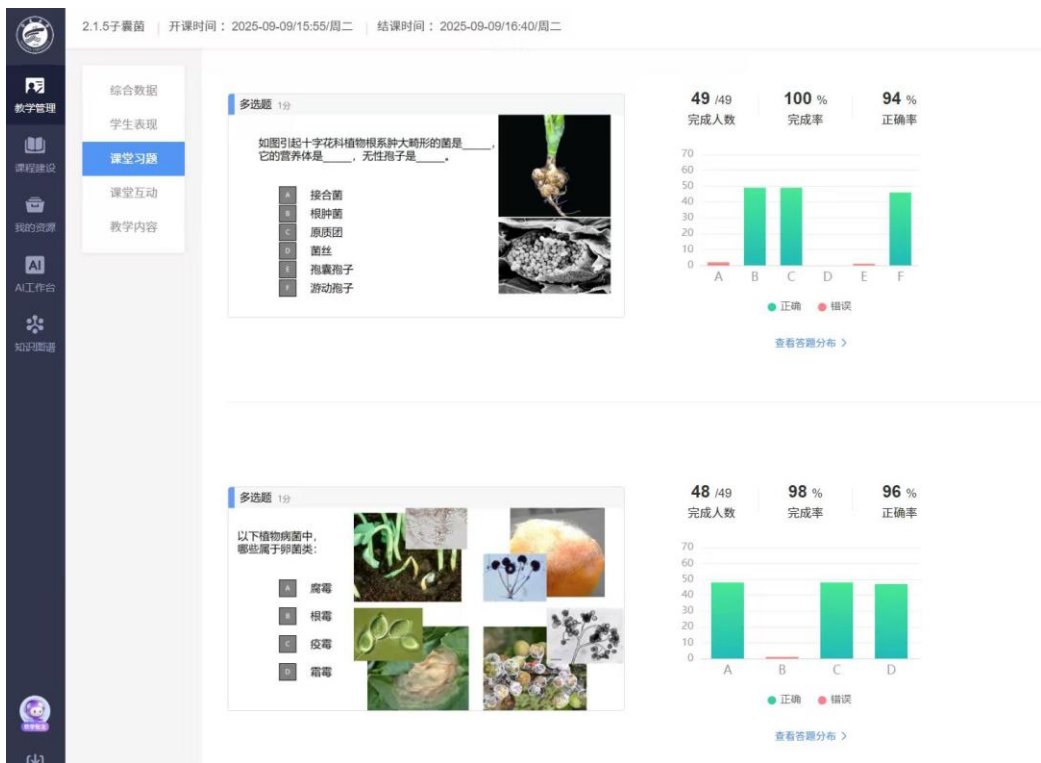 2.1.5子囊菌 开课时间：2025-09-09/15:55/周二 结课时间：2025-09-09/16:40/周二
教学管理
课程建设
我的资源
AI
AI工作台
知识图谱
综合数据
学生表现
课堂习题
课堂互动
教学内容
多选题 1分
如图引起十字花科植物根系肿大畸形的菌是_____，
它的营养体是_____，无性孢子是_____。
A 接合菌
B 根肿菌
C 原质团
D 菌丝
E 孢囊孢子
F 游动孢子
49 /49 100 % 94 %
完成人数 完成率 正确率
70
60
50
40
30
20
10
0
A B C D E F
正确 错误
查看答题分布 >
多选题 1分
以下植物病菌中，
哪些属于卵菌类：
A 腐霉
B 根霉
C 疫霉
D 霜霉
48 /49 98 % 96 %
完成人数 完成率 正确率
70
60
50
40
30
20
10
0
A B C D
正确 错误
查看答题分布 >